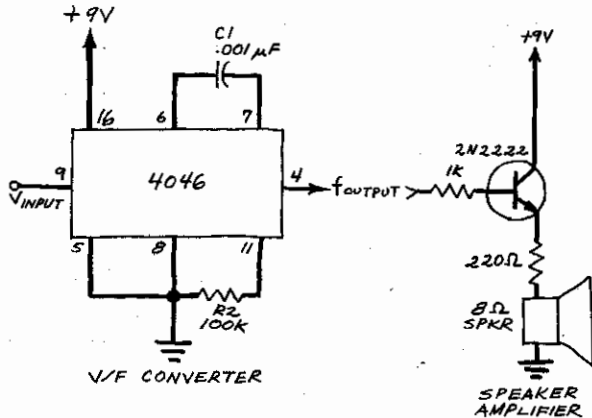 +9V
C1
.001µF
16
6
7
9
4046
4
VINPUT
fOUTPUT
5
8
11
R2
100K
V/F CONVERTER
+9V
2N2222
1K
220Ω
8Ω
SPKR
SPEAKER
AMPLIFIER